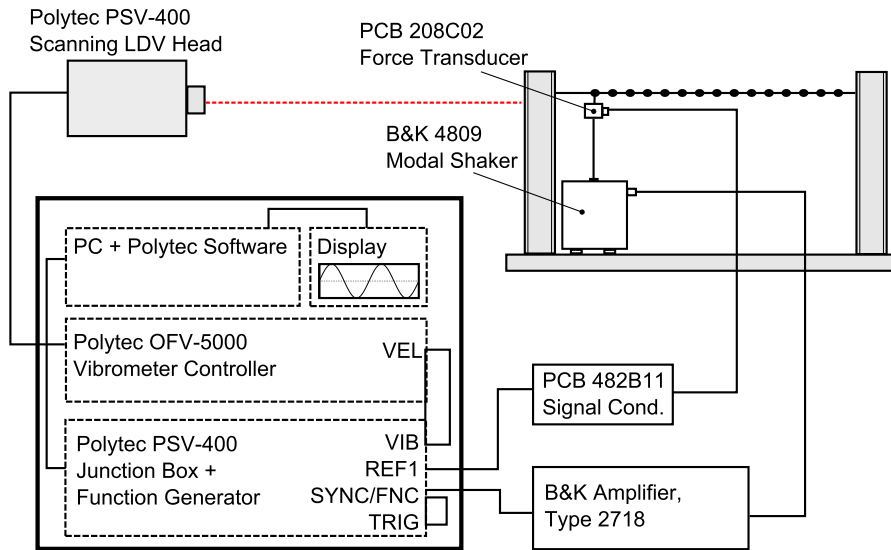 Polytec PSV-400
Scanning LDV Head
PCB 208C02
Force Transducer
B&K 4809
Modal Shaker
PC + Polytec Software
Display
Polytec OFV-5000
Vibrometer Controller
VEL
Polytec PSV-400
Junction Box +
Function Generator
VIB
REF1
SYNC/FNC
TRIG
PCB 482B11
Signal Cond.
B&K Amplifier,
Type 2718